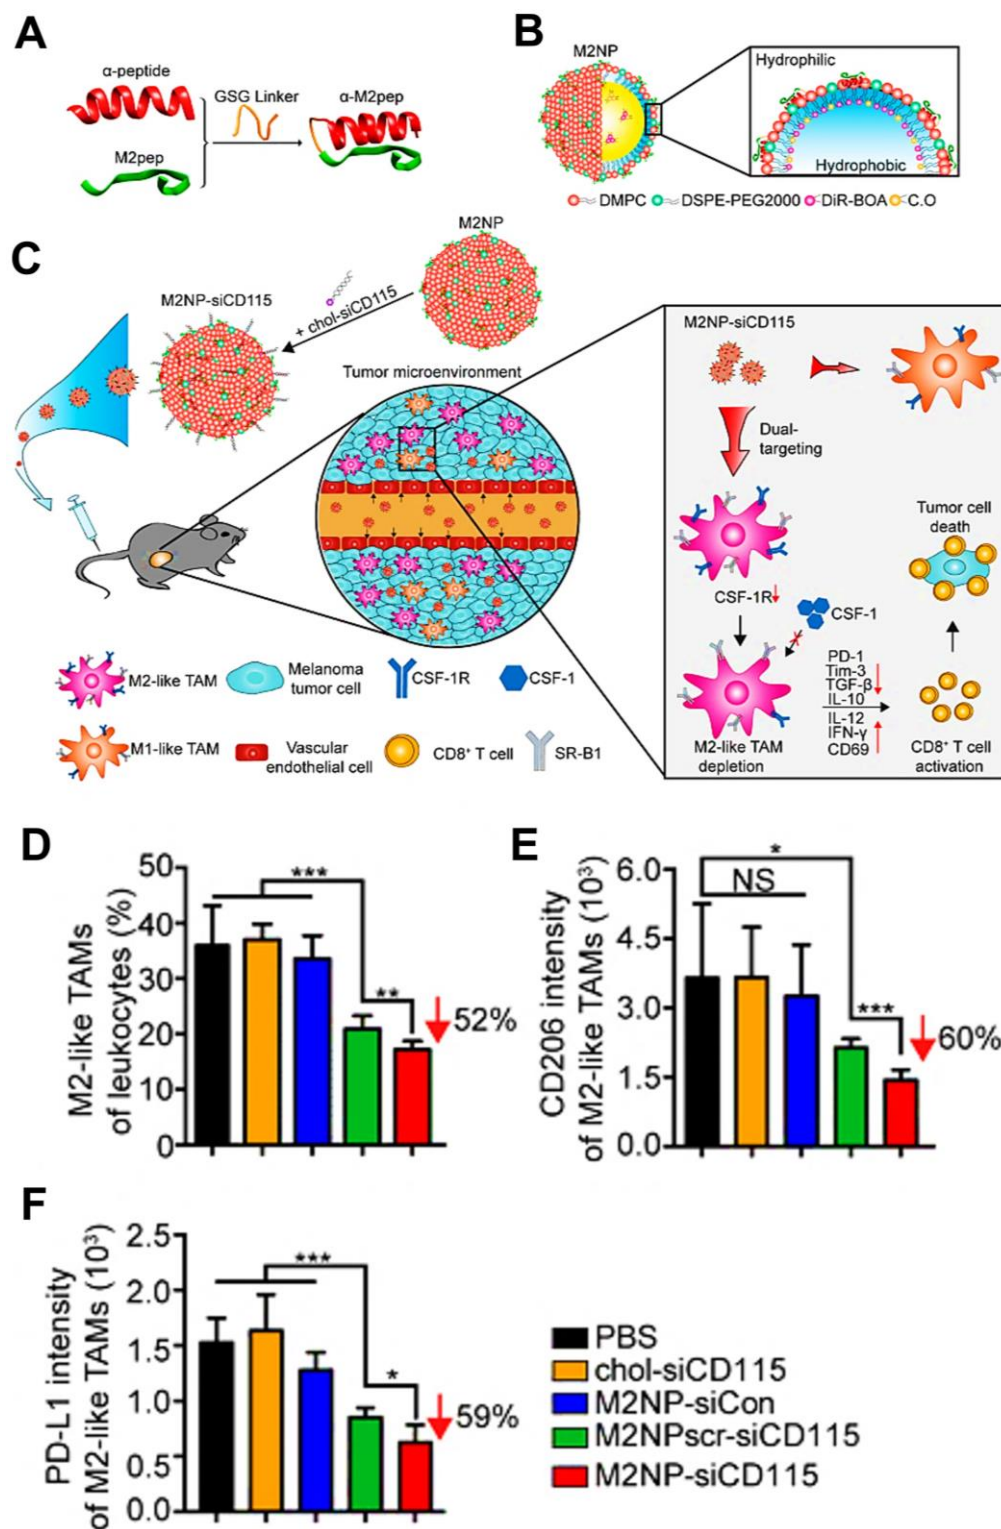 A
α-peptide
GSG Linker
α-M2pep
M2pep
B
M2NP
Hydrophilic
Hydrophobic
DMPC DSPE-PEG2000 DiR-BOA C.O
C
M2NP
M2NP-siCD115
+ chol-siCD115
Tumor microenvironment
M2NP-siCD115
Dual-
targeting
Tumor cell
death
CSF-1R
CSF-1
PD-1
Tim-3
TGF-β
IL-10
IL-12
IFN-γ
CD69
M2-like TAM
depletion
CD8⁺ T cell
activation
M2-like TAM
Melanoma
tumor cell
CSF-1R
CSF-1
M1-like TAM
Vascular
endothelial cell
CD8⁺ T cell
SR-B1
D
M2-like TAMs
of leukocytes (%)
50
40
30
20
10
0
***
**
52%
E
CD206 intensity
of M2-like TAMs (10³)
6.0
4.5
3.0
1.5
0.0
*
NS
***
60%
F
PD-L1 intensity
of M2-like TAMs (10³)
2.5
2.0
1.5
1.0
0.5
0.0
***
*
59%
PBS
chol-siCD115
M2NP-siCon
M2NPscr-siCD115
M2NP-siCD115